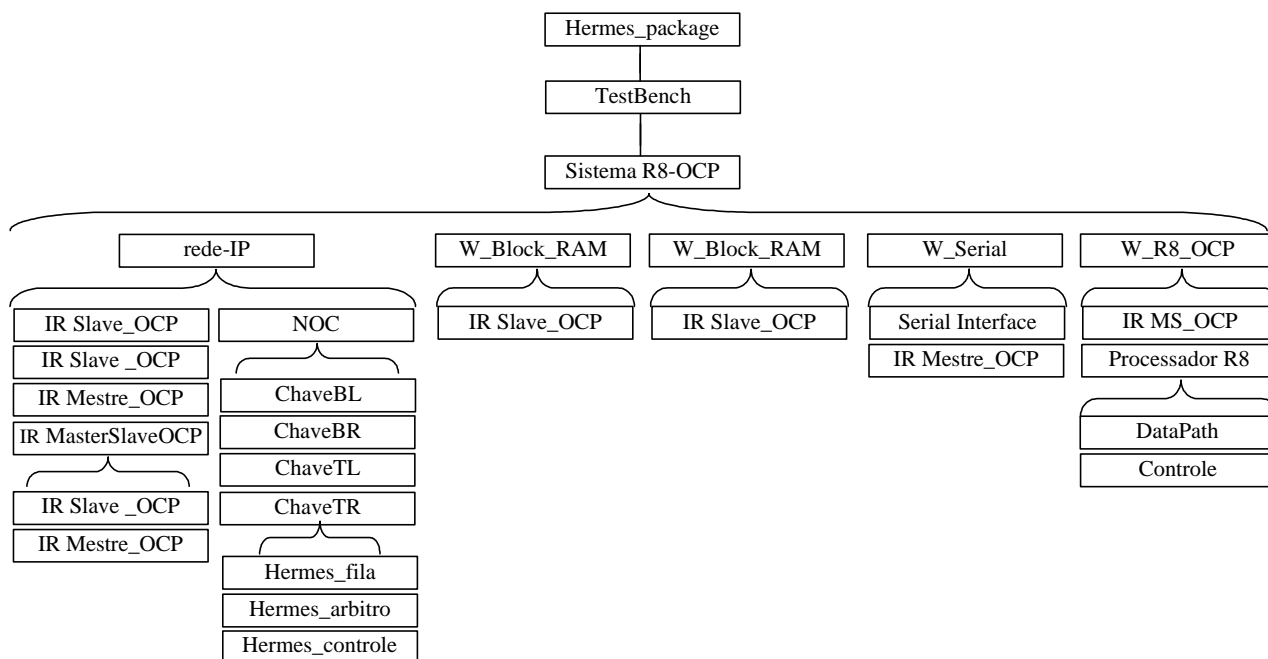 Hermes_package
TestBench
Sistema R8-OCP
rede-IP
W_Block_RAM
W_Block_RAM
W_Serial
W_R8_OCP
IR Slave_OCP
NOC
IR Slave_OCP
IR Slave_OCP
Serial Interface
IR MS_OCP
IR Slave _OCP
IR Mestre_OCP
Processador R8
IR Mestre_OCP
ChaveBL
IR MasterSlaveOCP
ChaveBR
DataPath
ChaveTL
Controle
IR Slave _OCP
ChaveTR
IR Mestre_OCP
Hermes_fila
Hermes_arbitro
Hermes_controle